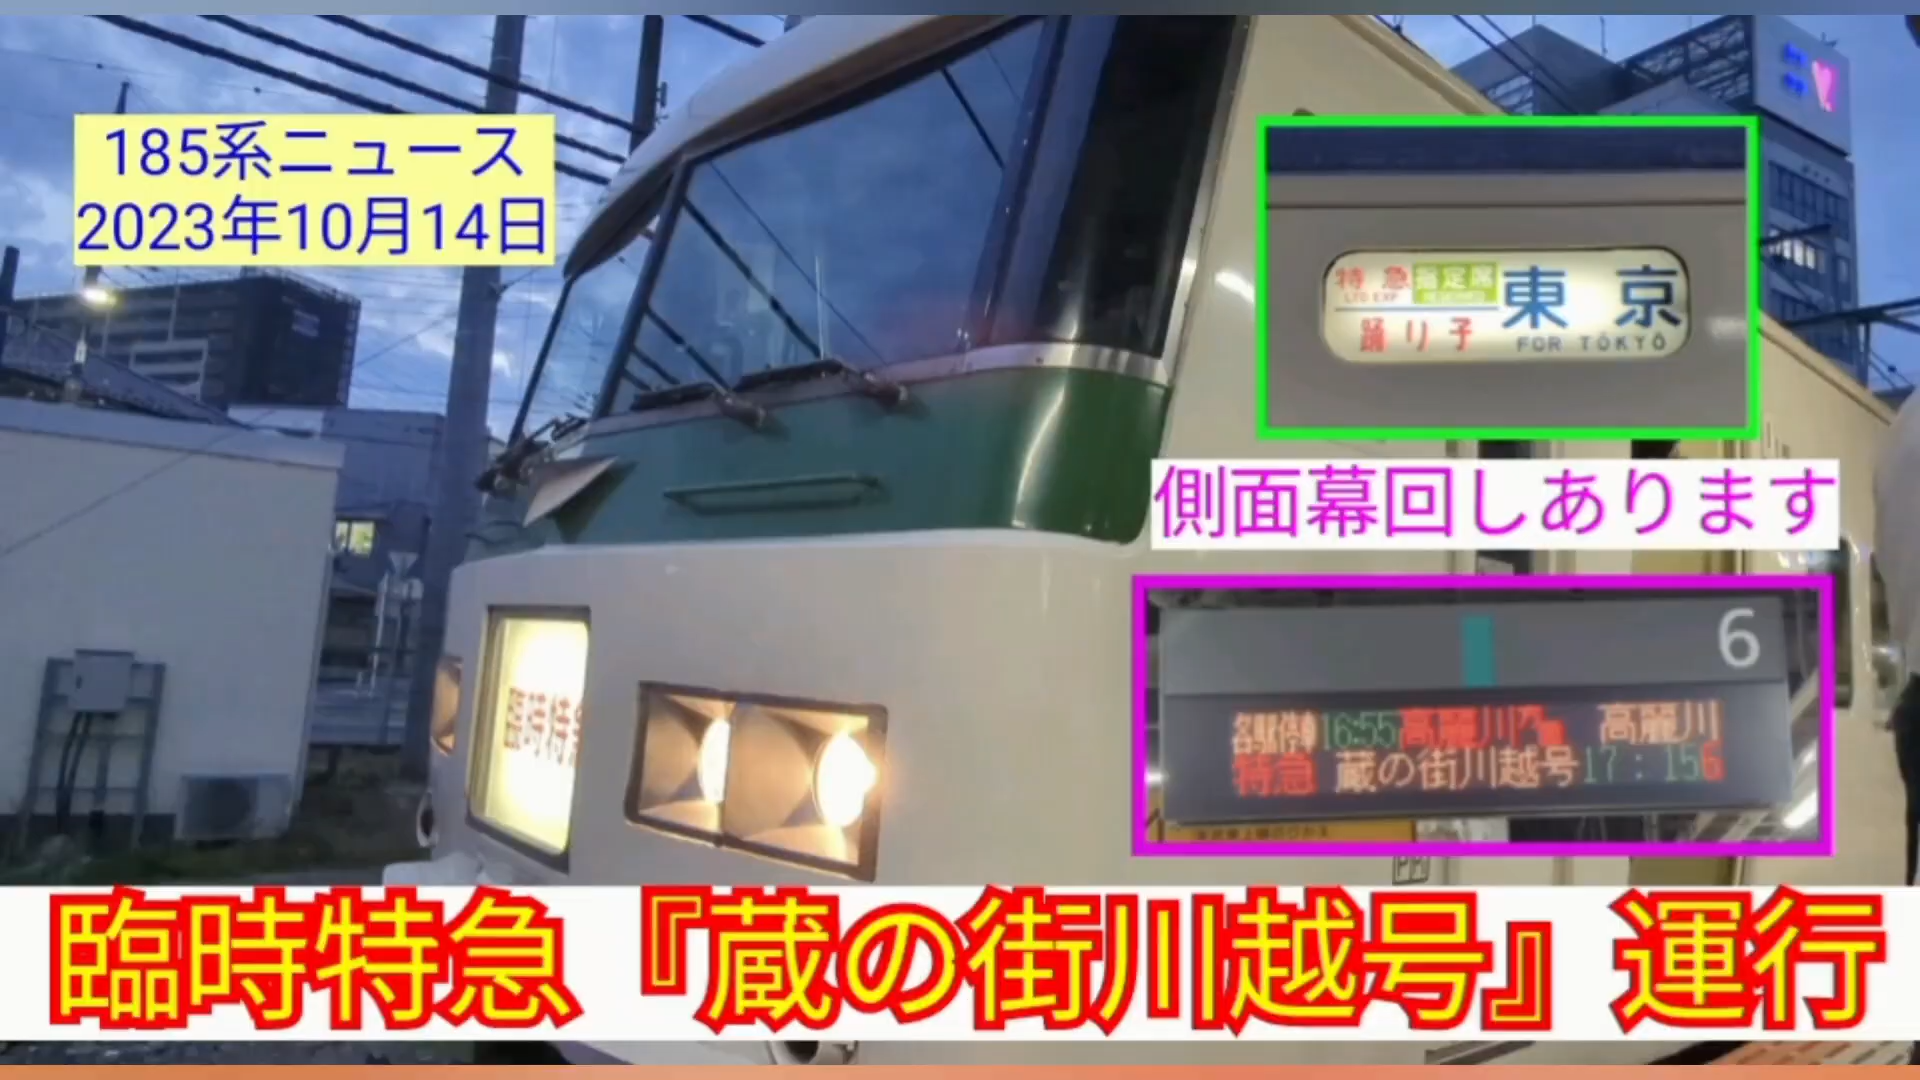 185系ニュース
2023年10月14日
特急 指定席 東京
LTD EXP
踊り子 FOR TŌKYŌ
側面幕回しあります
6
各駅停車 16:55 高麗川 高麗川
特急 蔵の街川越号 17:15 6
臨時特急
臨時特急『蔵の街川越号』運行